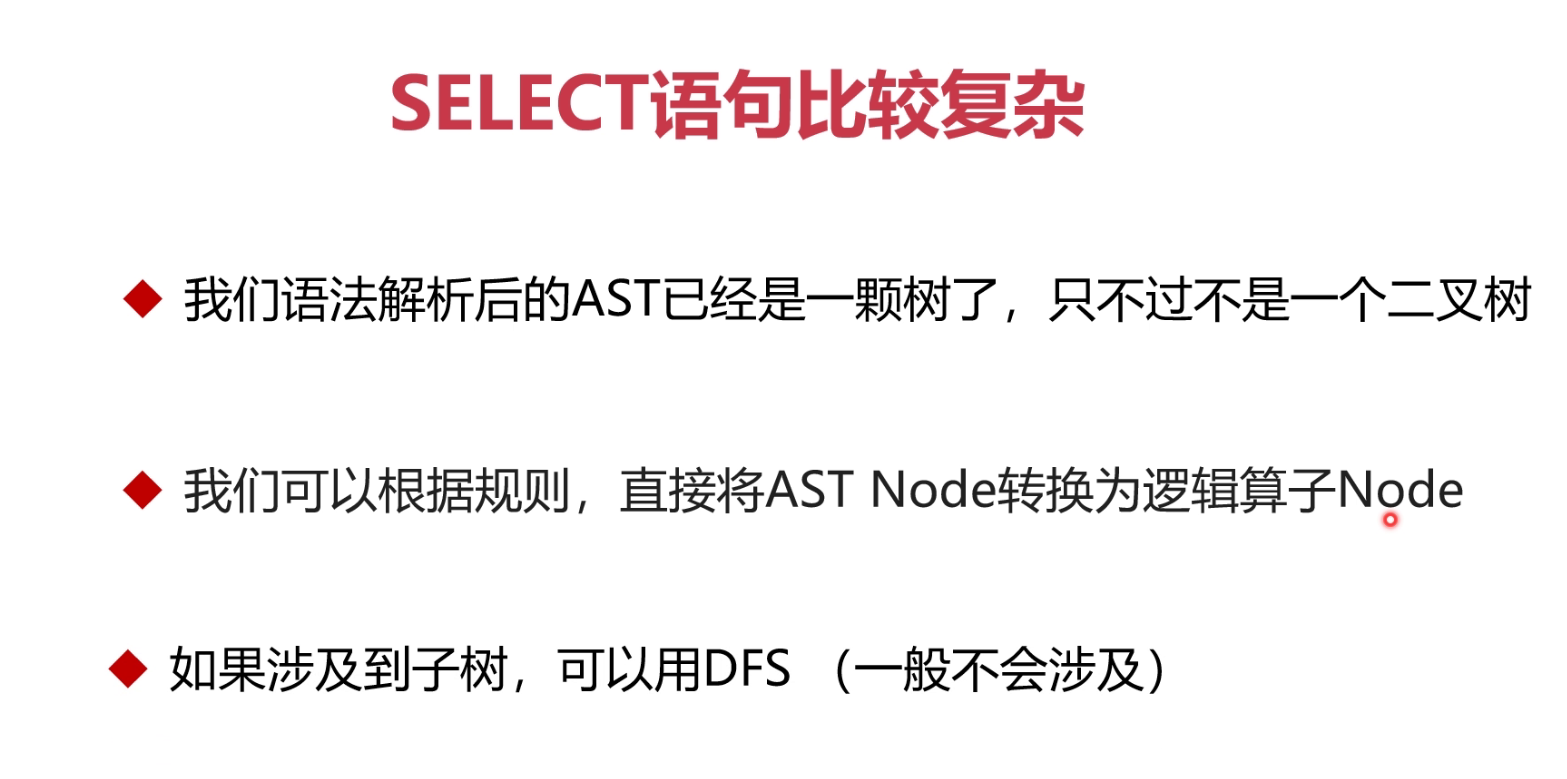 SELECT语句比较复杂
我们语法解析后的AST已经是一颗树了，只不过不是一个二叉树
我们可以根据规则，直接将AST Node转换为逻辑算子Node
如果涉及到子树，可以用DFS （一般不会涉及）